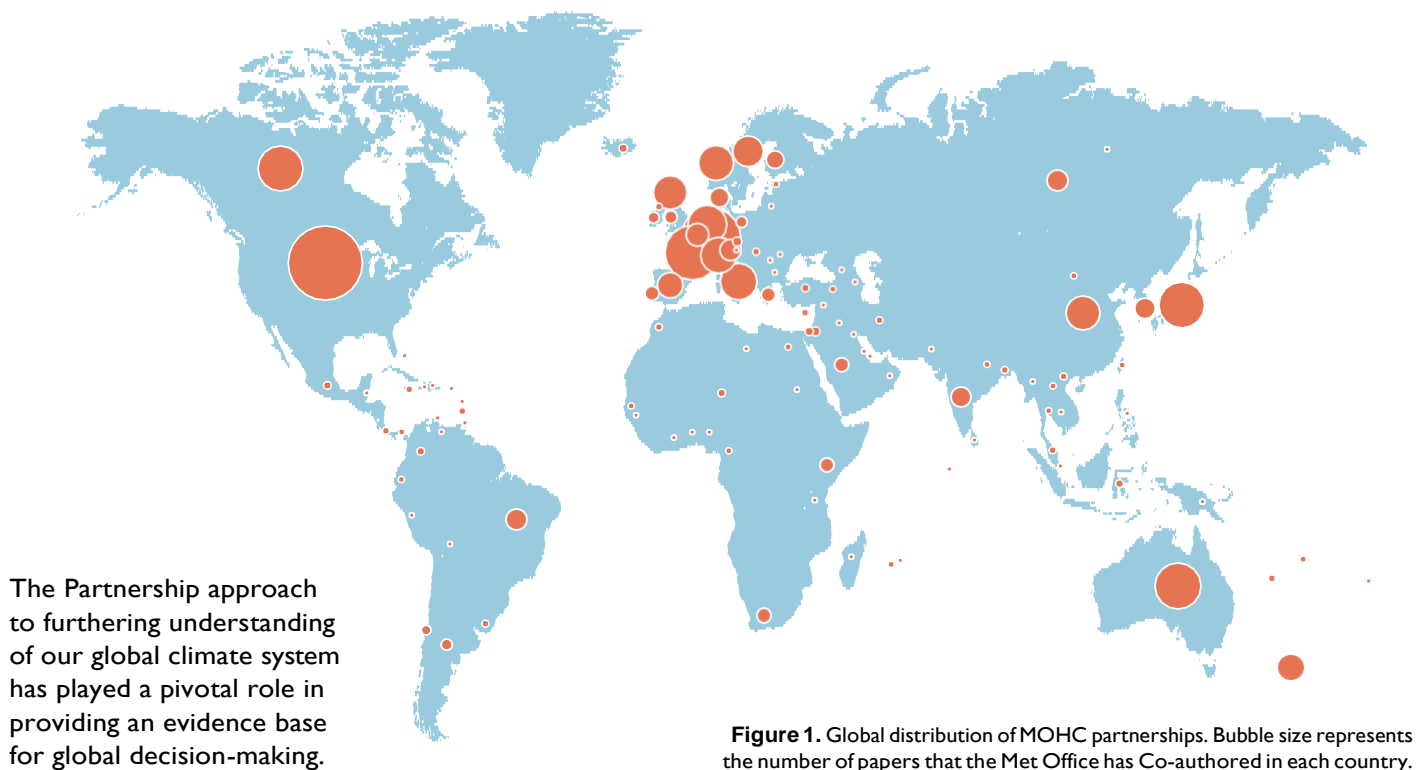 The Partnership approach
to furthering understanding
of our global climate system
has played a pivotal role in
providing an evidence base
for global decision-making.
Figure 1. Global distribution of MOHC partnerships. Bubble size represents
the number of papers that the Met Office has Co-authored in each country.